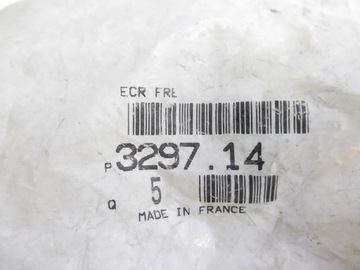 ECR FRE
P 3297.14
Q 5
MADE IN FRANCE